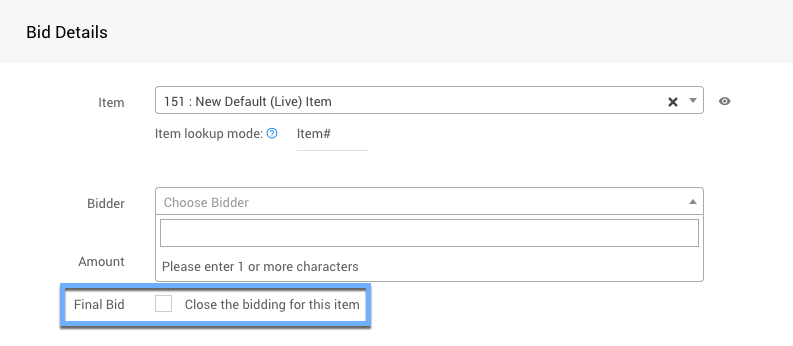 Bid Details
Item 151 : New Default (Live) Item
Item lookup mode: Item#
Bidder Choose Bidder
Please enter 1 or more characters
Amount
Final Bid Close the bidding for this item